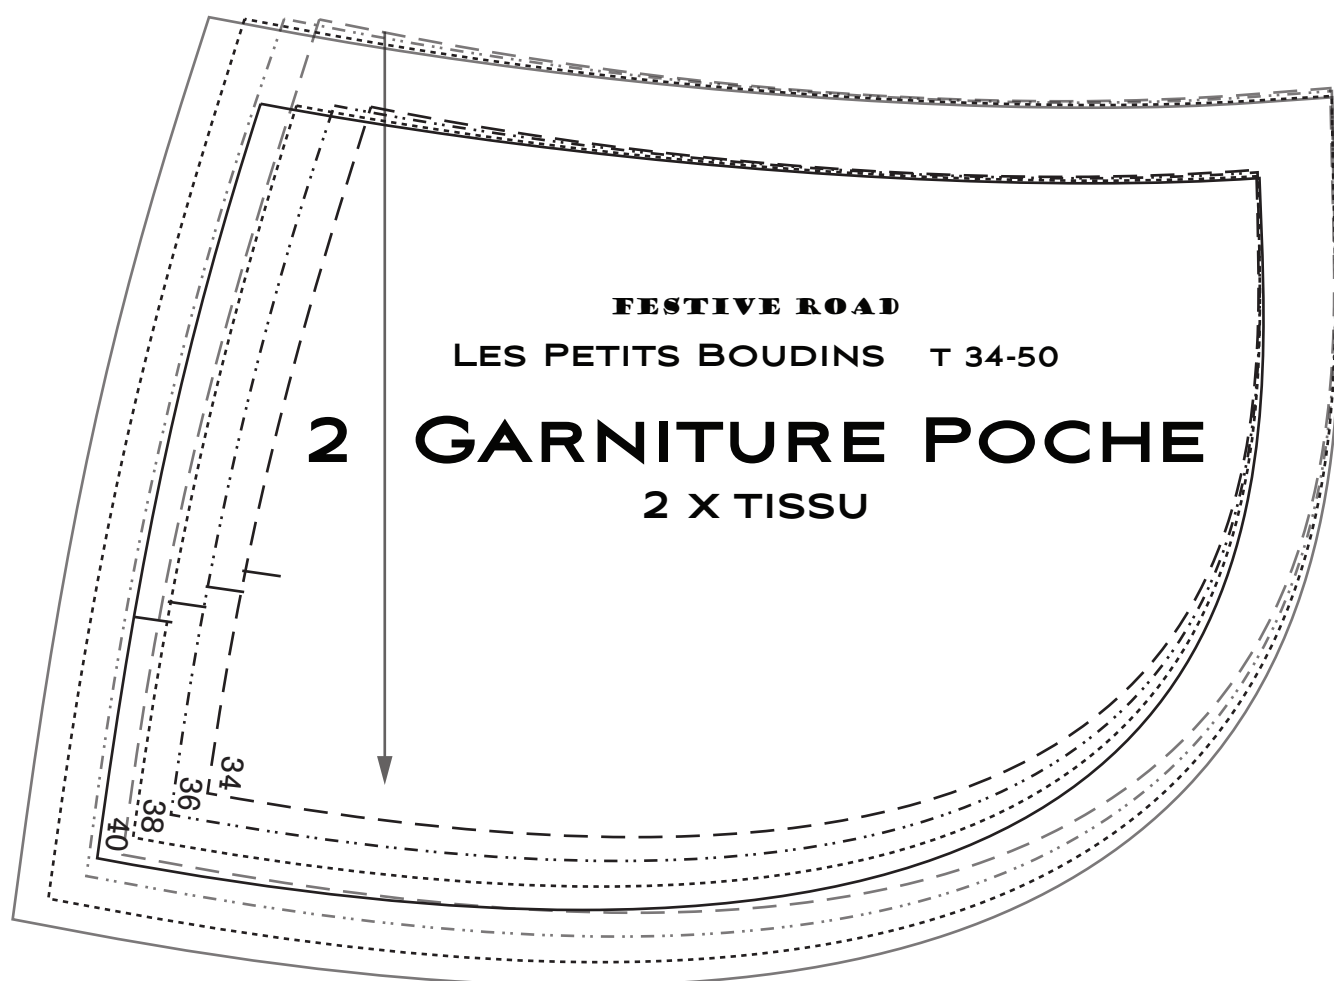 FESTIVE ROAD
LES PETITS BOUDINS T 34-50
2 GARNITURE POCHE
2 X TISSU
34
36
38
40